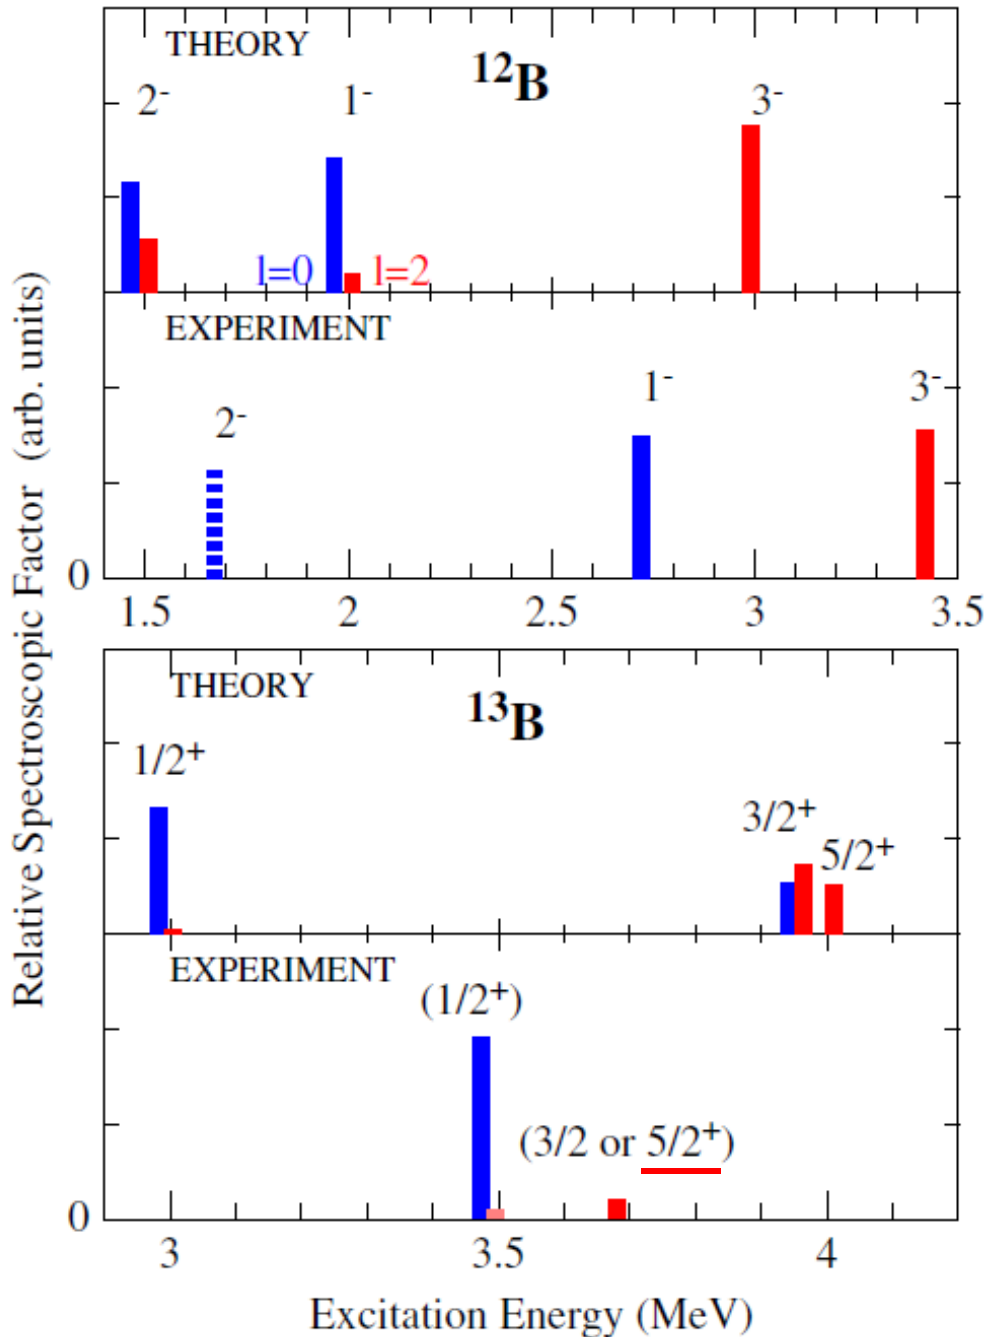 THEORY
¹²B
2⁻ 1⁻ 3⁻
l=0 l=2
EXPERIMENT
2⁻ 1⁻ 3⁻
0
1.5 2 2.5 3 3.5
THEORY
¹³B
1/2⁺
3/2⁺
5/2⁺
EXPERIMENT
(1/2⁺)
(3/2 or 5/2⁺)
0
3 3.5 4
Excitation Energy (MeV)
Relative Spectroscopic Factor (arb. units)